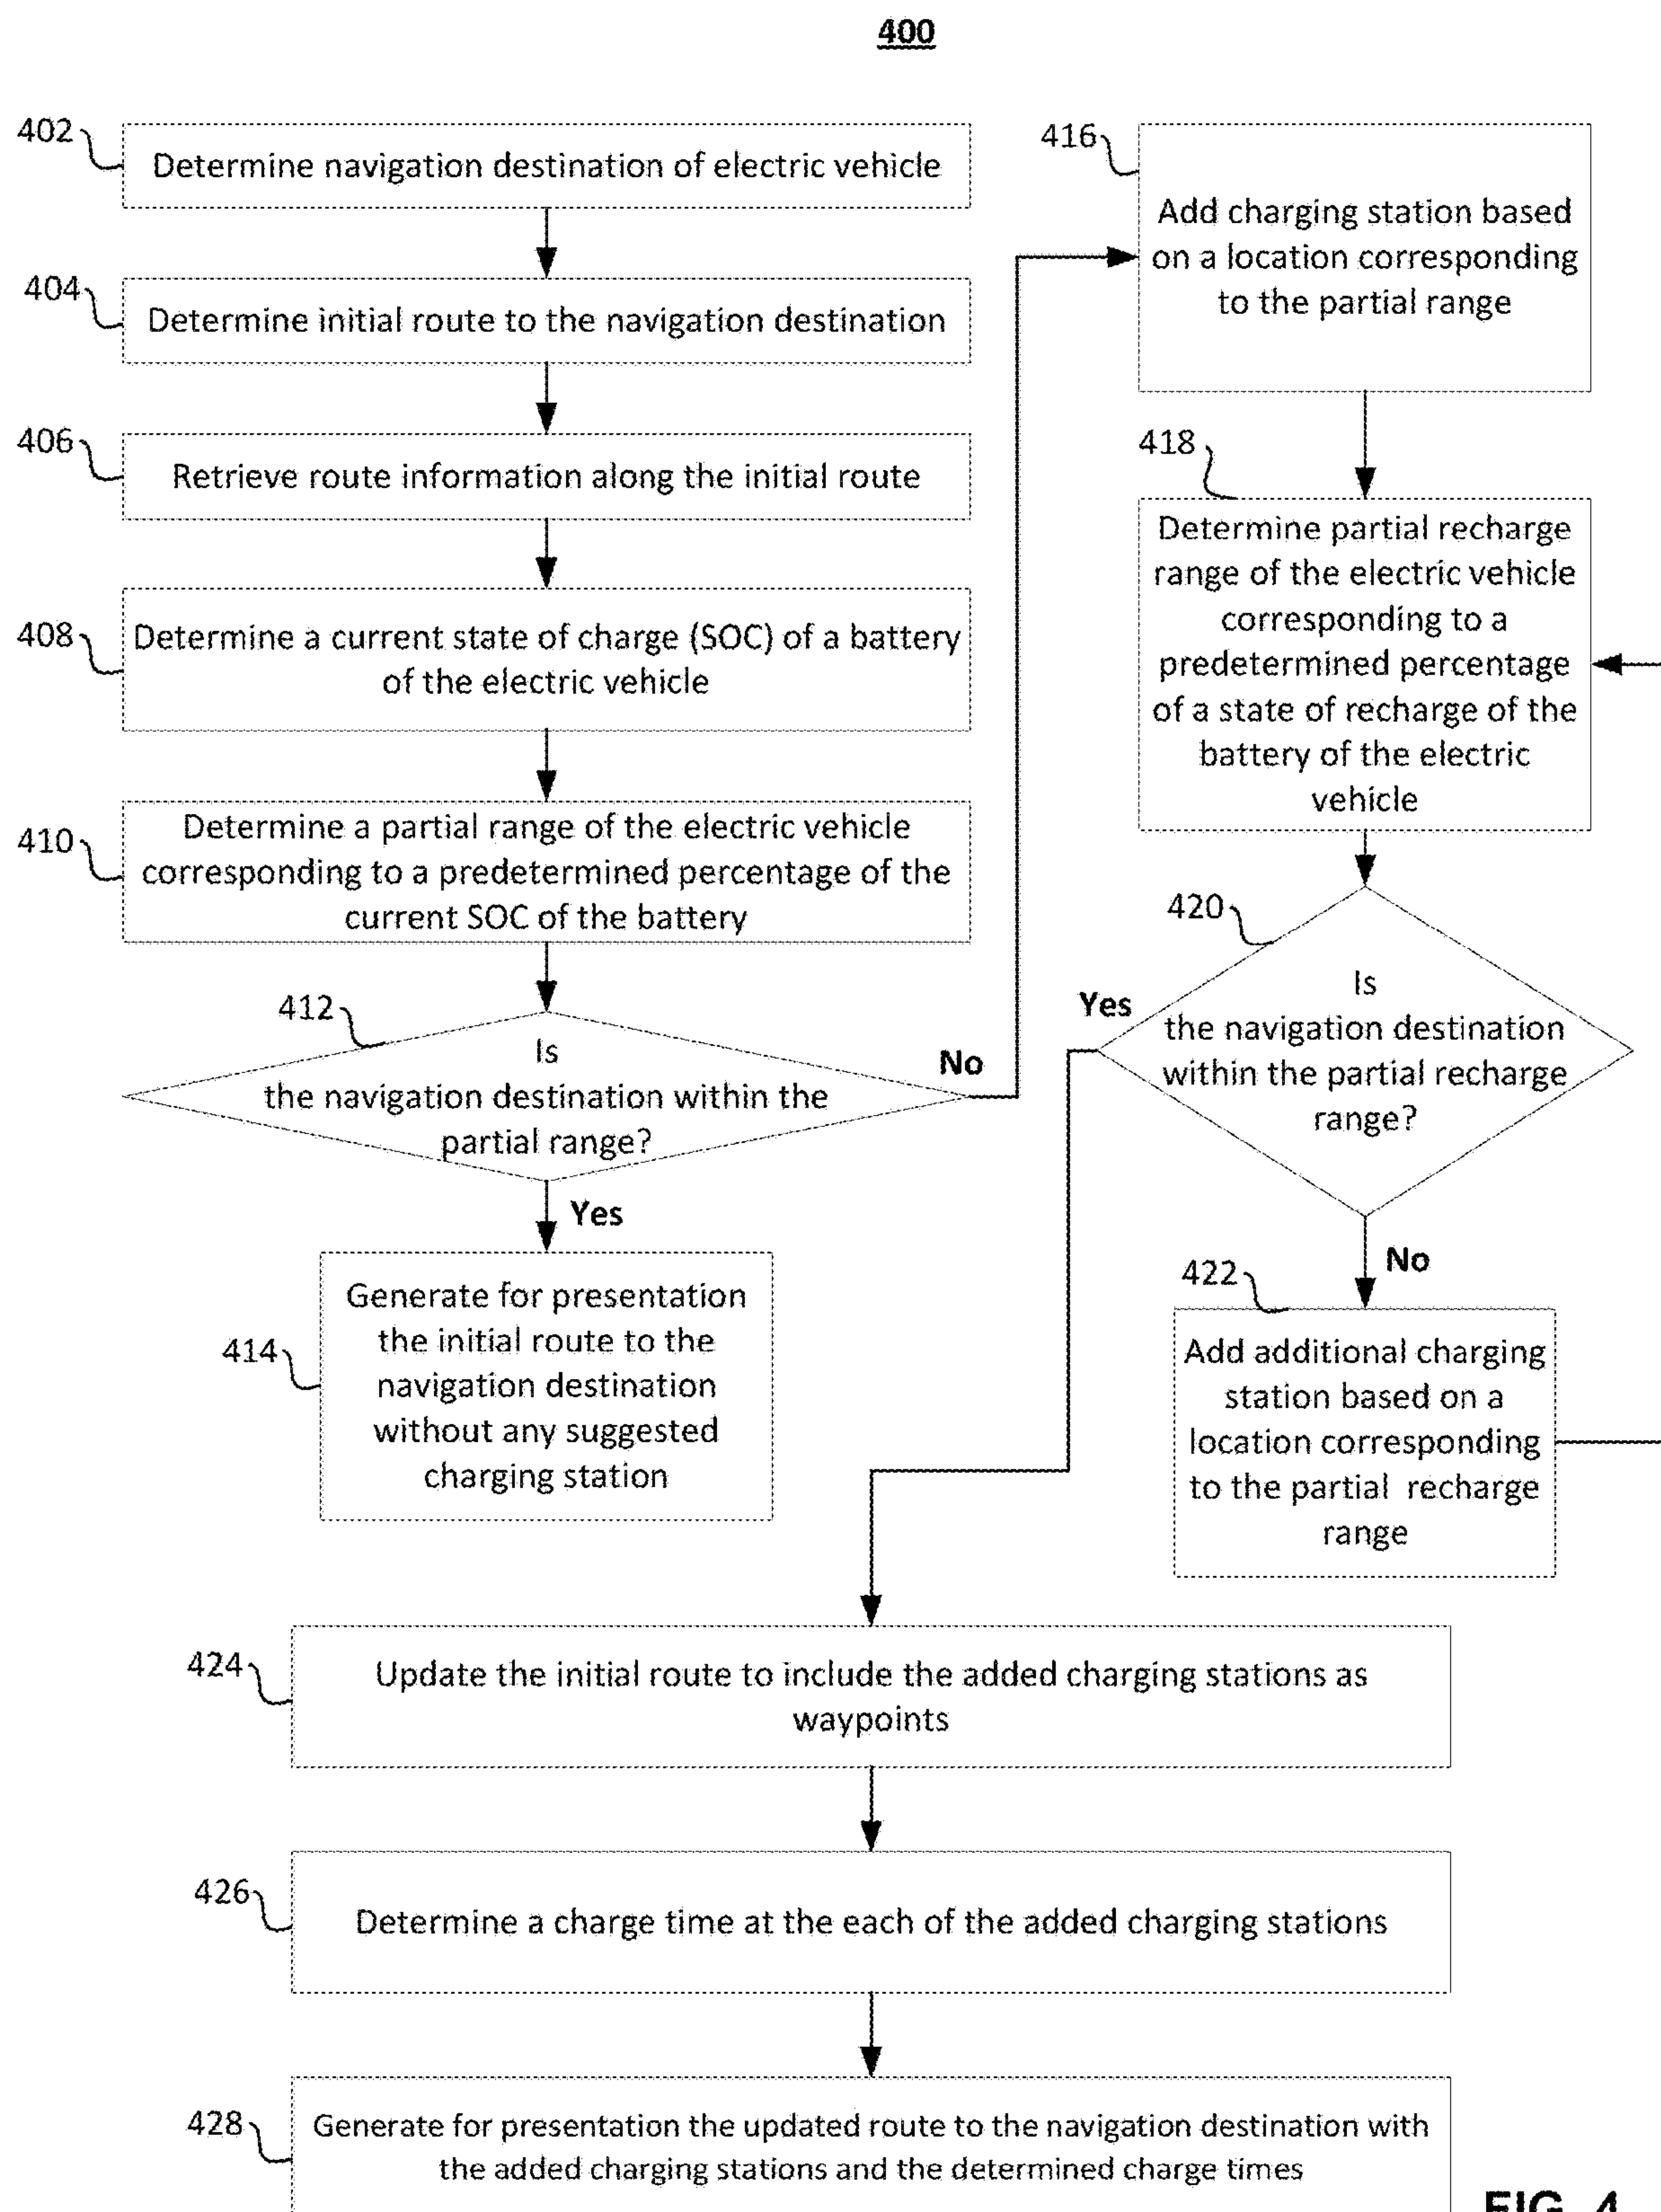 400
402
Determine navigation destination of electric vehicle
404
Determine initial route to the navigation destination
406
Retrieve route information along the initial route
408
Determine a current state of charge (SOC) of a battery
of the electric vehicle
410
Determine a partial range of the electric vehicle
corresponding to a predetermined percentage of the
current SOC of the battery
412
Is
the navigation destination within the
partial range?
No
Yes
414
Generate for presentation
the initial route to the
navigation destination
without any suggested
charging station
416
Add charging station based
on a location corresponding
to the partial range
418
Determine partial recharge
range of the electric vehicle
corresponding to a
predetermined percentage
of a state of recharge of the
battery of the electric
vehicle
420
Is
the navigation destination
within the partial recharge
range?
Yes
No
422
Add additional charging
station based on a
location corresponding
to the partial recharge
range
424
Update the initial route to include the added charging stations as
waypoints
426
Determine a charge time at the each of the added charging stations
428
Generate for presentation the updated route to the navigation destination with
the added charging stations and the determined charge times
FIG. 4